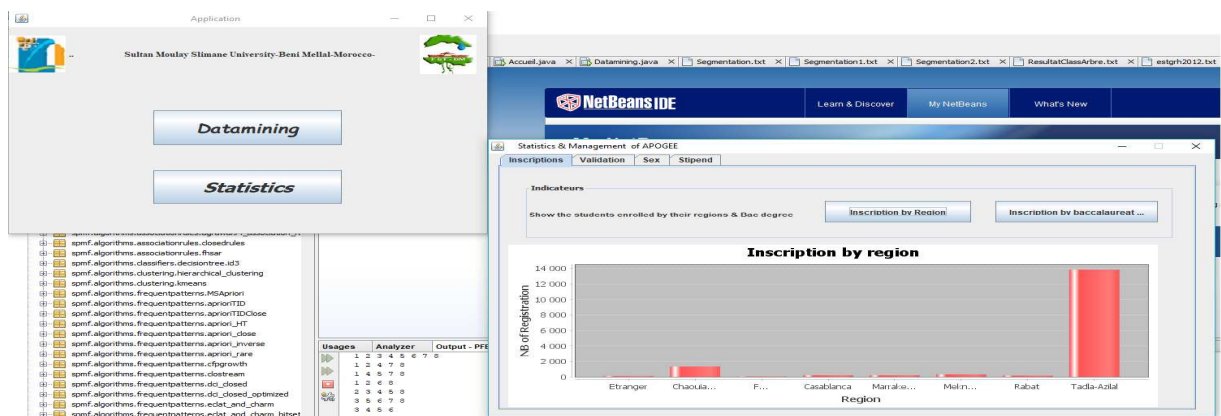 Application
..
Sultan Moulay Slimane University-Beni Mellal-Morocco-
Datamining
Statistics
Accueil.java
Datamining.java
Segmentation.txt
Segmentation1.txt
Segmentation2.txt
ResultatClassArbre.txt
estgrh2012.txt
NetBeans IDE
Learn & Discover
My NetBeans
What's New
Statistics & Management of APOGEE
Inscriptions
Validation
Sex
Stipend
Indicateurs
Show the students enrolled by their regions & Bac degree
Inscription by Region
Inscription by baccalaureat ...
Inscription by region
NB of Registration
14 000
12 000
10 000
8 000
6 000
4 000
2 000
0
Etranger
Chaouia...
F...
Casablanca
Marrake...
Mekn...
Rabat
Tadla-Azilal
Region
spmf.algorithms.associationrules.closedrules
spmf.algorithms.associationrules.fhsar
spmf.algorithms.classifiers.decisiontree.id3
spmf.algorithms.clustering.hierarchical_clustering
spmf.algorithms.clustering.kmeans
spmf.algorithms.frequentpatterns.MSApriori
spmf.algorithms.frequentpatterns.aprioriTID
spmf.algorithms.frequentpatterns.aprioriTIDClose
spmf.algorithms.frequentpatterns.apriori_HT
spmf.algorithms.frequentpatterns.apriori_close
spmf.algorithms.frequentpatterns.apriori_inverse
spmf.algorithms.frequentpatterns.apriori_rare
spmf.algorithms.frequentpatterns.cfpgrowth
spmf.algorithms.frequentpatterns.clostream
spmf.algorithms.frequentpatterns.dci_closed
spmf.algorithms.frequentpatterns.dci_closed_optimized
spmf.algorithms.frequentpatterns.eclat_and_charm
spmf.algorithms.frequentpatterns.eclat_and_charm_bitset
Usages
Analyzer
Output - PFE
1 2 3 4 5 6 7 8
1 2 4 7 8
1 4 5 7 8
1 2 6 8
2 3 4 5 8
3 5 6 7 8
3 4 5 6